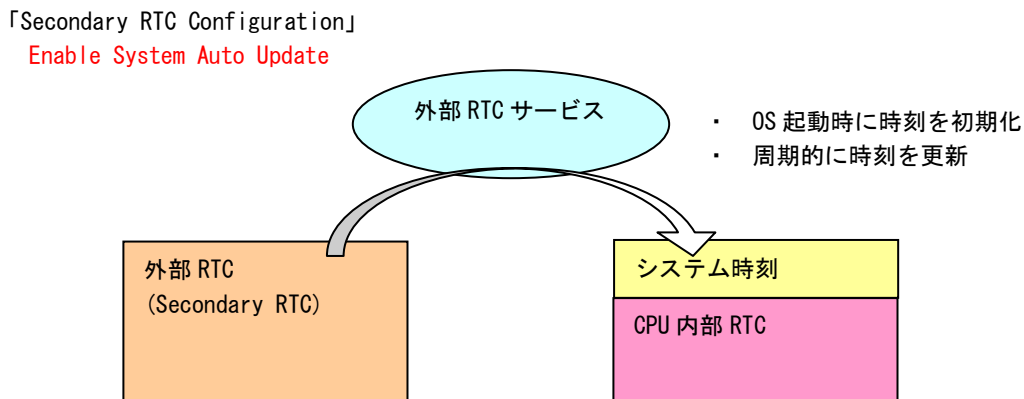 「Secondary RTC Configuration」
Enable System Auto Update
外部 RTC サービス
・ OS 起動時に時刻を初期化
・ 周期的に時刻を更新
外部 RTC
(Secondary RTC)
システム時刻
CPU 内部 RTC